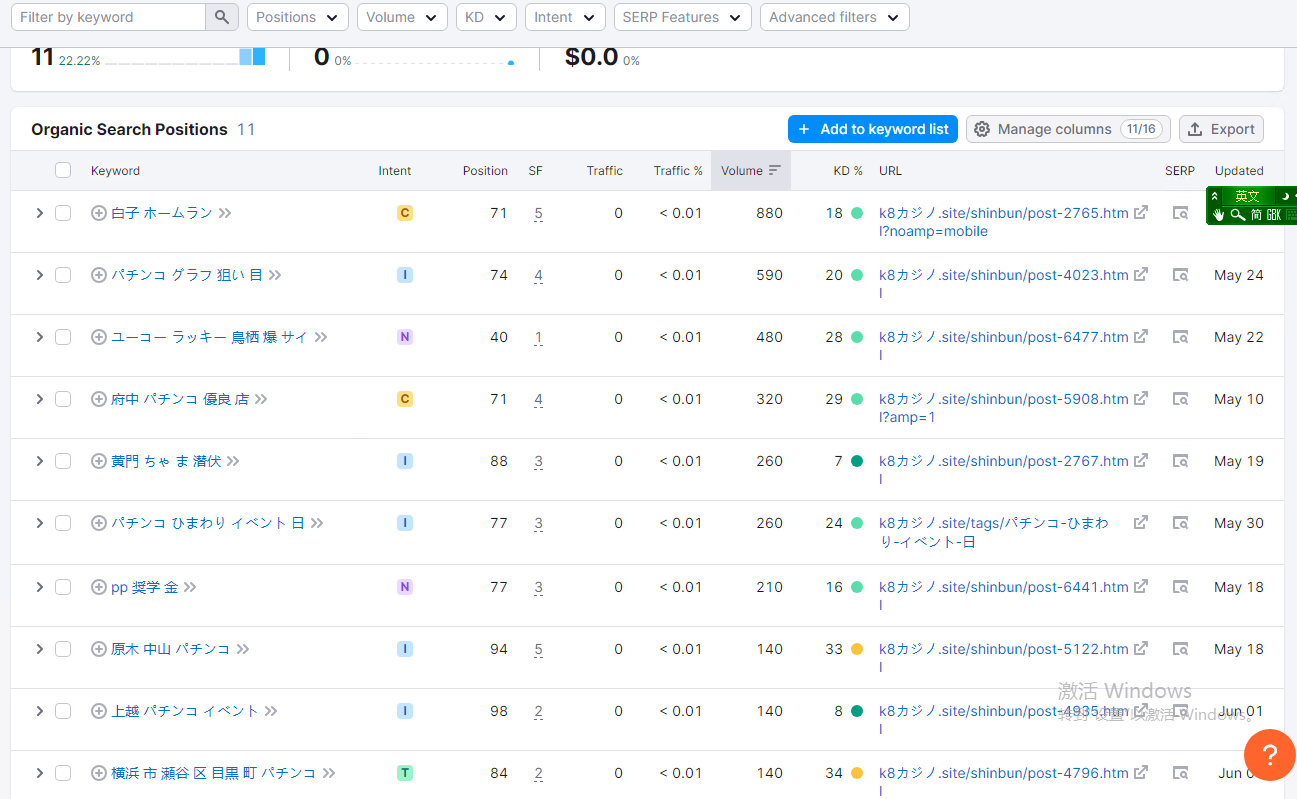 Filter by keyword Positions Volume KD Intent SERP Features Advanced filters
11 22.22% 0 0% $0.0 0%
Organic Search Positions 11 + Add to keyword list Manage columns 11/16 Export
Keyword Intent Position SF Traffic Traffic % Volume KD % URL SERP Updated
英文
简 GBK
白子 ホームラン C 71 5 0 < 0.01 880 18 k8カジノ.site/shinbun/post-2765.htm
l?noamp=mobile
パチンコ グラフ 狙い 目 I 74 4 0 < 0.01 590 20 k8カジノ.site/shinbun/post-4023.htm May 24
l
ユーコー ラッキー 鳥栖 爆 サイ N 40 1 0 < 0.01 480 28 k8カジノ.site/shinbun/post-6477.htm May 22
l
府中 パチンコ 優良 店 C 71 4 0 < 0.01 320 29 k8カジノ.site/shinbun/post-5908.htm May 10
l?amp=1
黄門 ちゃ ま 潜伏 I 88 3 0 < 0.01 260 7 k8カジノ.site/shinbun/post-2767.htm May 19
l
パチンコ ひまわり イベント 日 I 77 3 0 < 0.01 260 24 k8カジノ.site/tags/パチンコ-ひまわ May 30
り-イベント-日
pp 奨学 金 N 77 3 0 < 0.01 210 16 k8カジノ.site/shinbun/post-6441.htm May 18
l
原木 中山 パチンコ I 94 5 0 < 0.01 140 33 k8カジノ.site/shinbun/post-5122.htm May 18
l
激活 Windows
上越 パチンコ イベント I 98 2 0 < 0.01 140 8 k8カジノ.site/shinbun/post-4935.htm Jun 01
l
转到"设置"以激活 Windows。
横浜 市 瀬谷 区 目黒 町 パチンコ T 84 2 0 < 0.01 140 34 k8カジノ.site/shinbun/post-4796.htm Jun
l
?